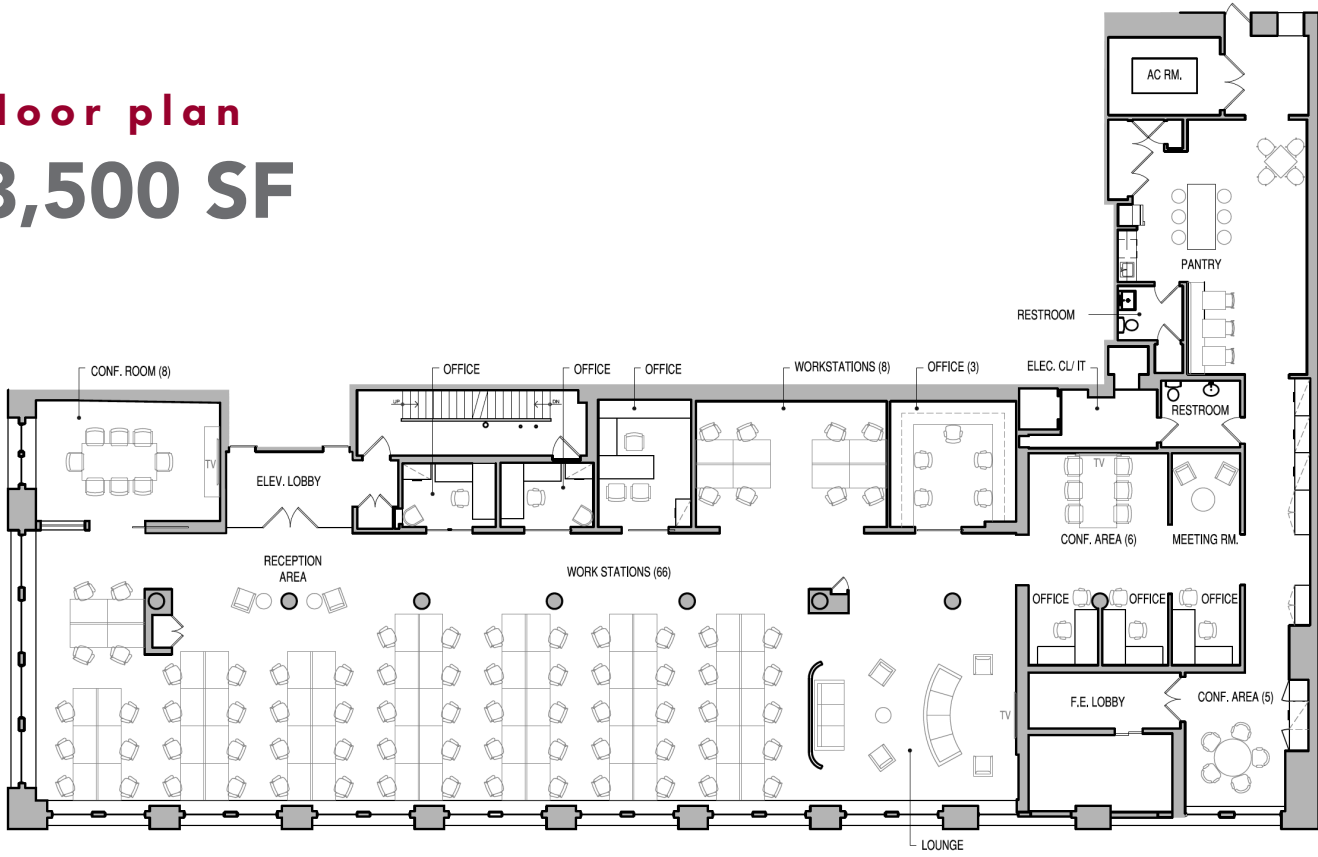 loor plan
3,500 SF
AC RM.
PANTRY
RESTROOM
CONF. ROOM (8)
OFFICE
OFFICE
OFFICE
WORKSTATIONS (8)
OFFICE (3)
ELEC. CL/ IT
RESTROOM
UP
DN
TV
ELEV. LOBBY
TV
CONF. AREA (6)
MEETING RM.
RECEPTION
AREA
WORK STATIONS (66)
OFFICE
OFFICE
OFFICE
F.E. LOBBY
CONF. AREA (5)
TV
LOUNGE